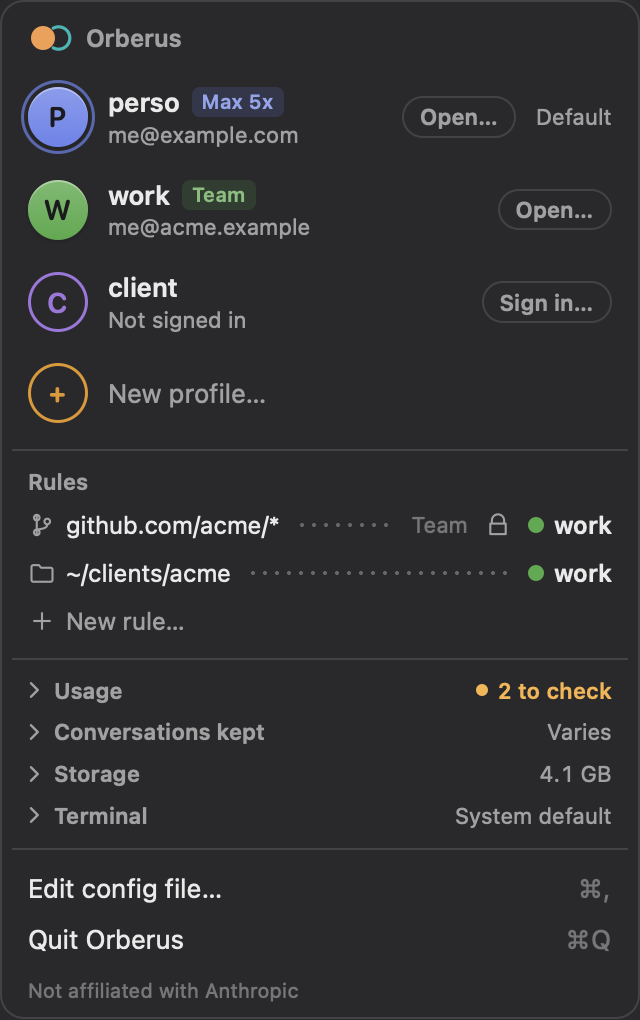 Orberus
P
perso Max 5x
me@example.com
Open...
Default
W
work Team
me@acme.example
Open...
C
client
Not signed in
Sign in...
+
New profile...
Rules
github.com/acme/* ........ Team work
~/clients/acme ...................... work
+ New rule...
> Usage 2 to check
> Conversations kept Varies
> Storage 4.1 GB
> Terminal System default
Edit config file... ⌘,
Quit Orberus ⌘Q
Not affiliated with Anthropic